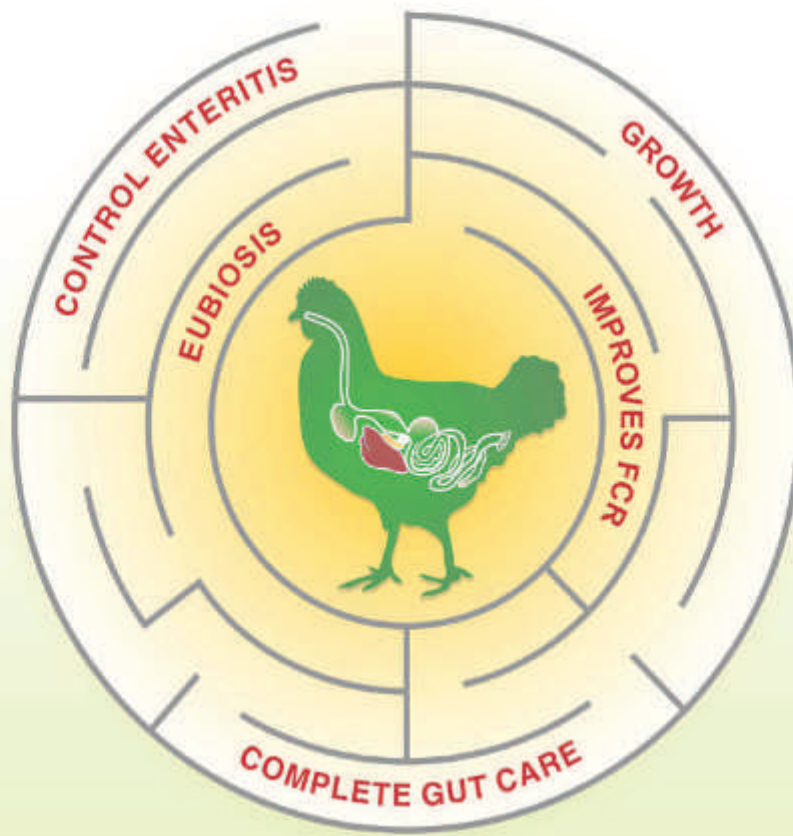 CONTROL ENTERITIS
GROWTH
EUBIOSIS
IMPROVES FCR
COMPLETE GUT CARE